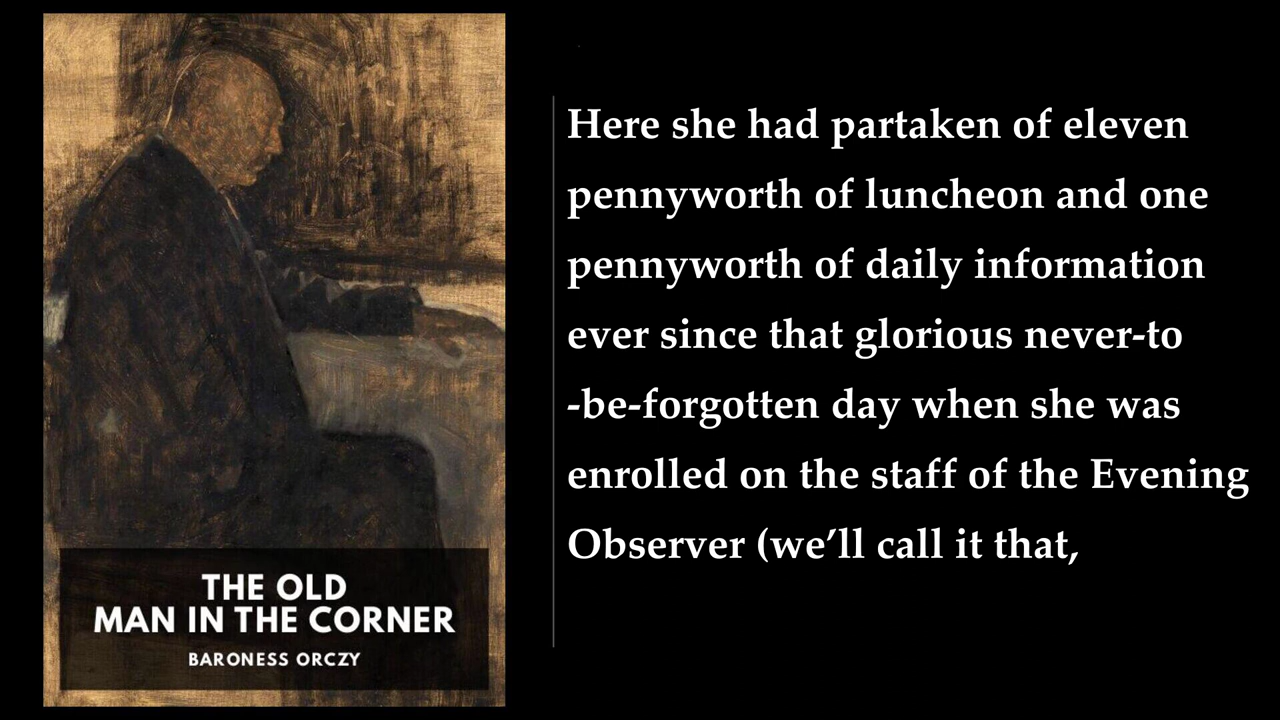 THE OLD
MAN IN THE CORNER
BARONESS ORCZY
Here she had partaken of eleven
pennyworth of luncheon and one
pennyworth of daily information
ever since that glorious never-to
-be-forgotten day when she was
enrolled on the staff of the Evening
Observer (we’ll call it that,